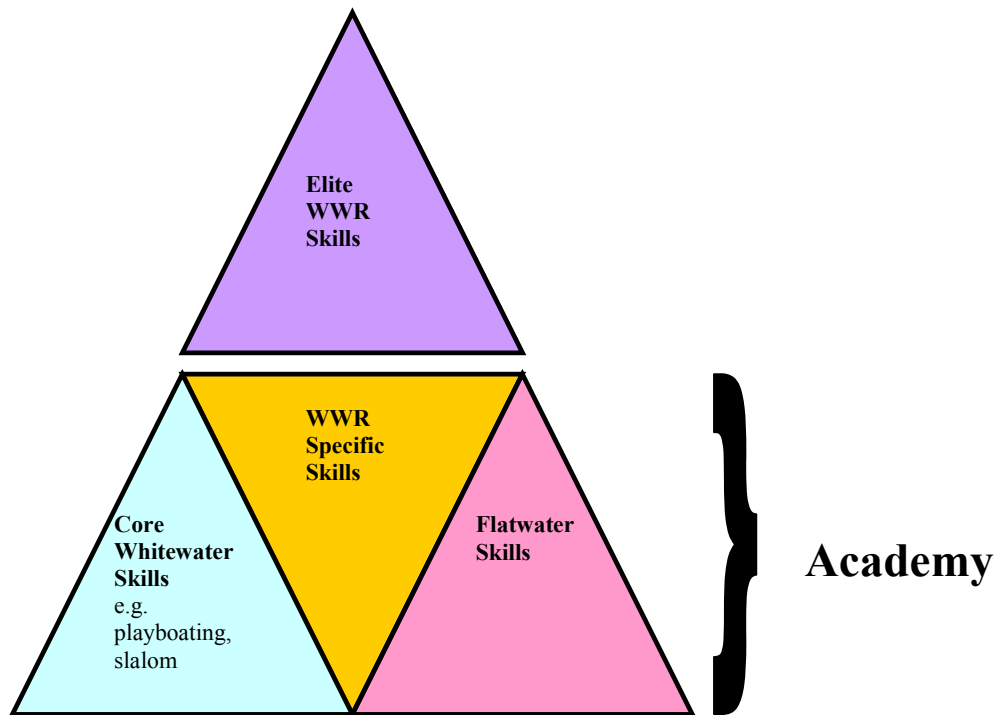 Elite
WWR
Skills
WWR
Specific
Skills
Core
Whitewater
Skills
e.g.
playboating,
slalom
Flatwater
Skills
Academy